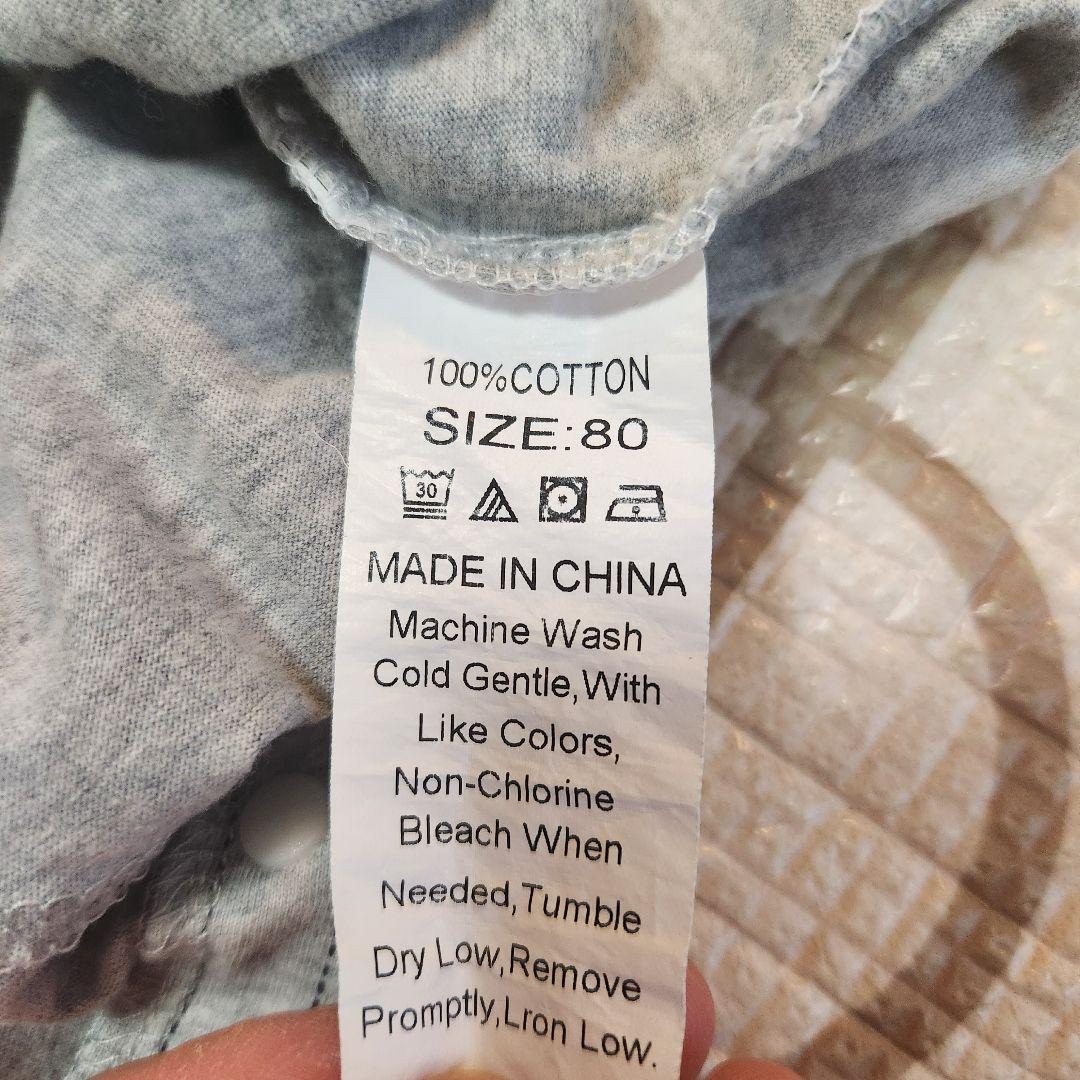 100%COTTON
SIZE:80
30
MADE IN CHINA
Machine Wash
Cold Gentle,With
Like Colors,
Non-Chlorine
Bleach When
Needed,Tumble
Dry Low,Remove
Promptly,Lron Low.